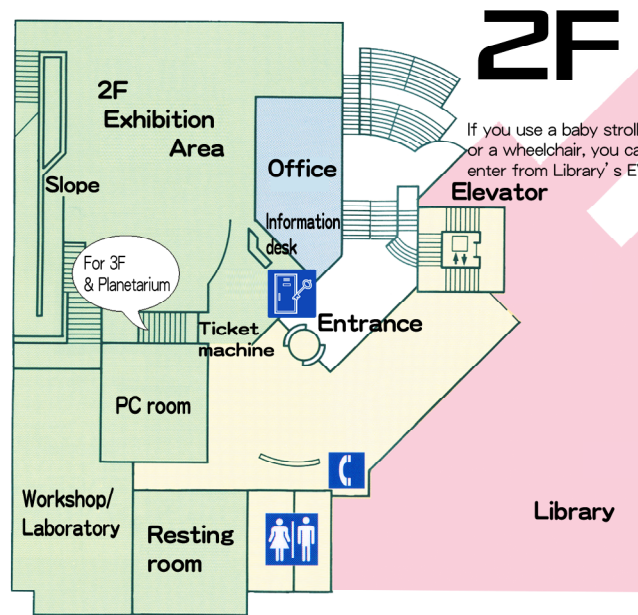 2F
If you use a baby stroll
or a wheelchair, you ca
enter from Library's E
2F
Exhibition
Area
Office
Slope
Elevator
Information
desk
For 3F
& Planetarium
Ticket
machine
Entrance
PC room
Workshop/
Laboratory
Resting
room
Library